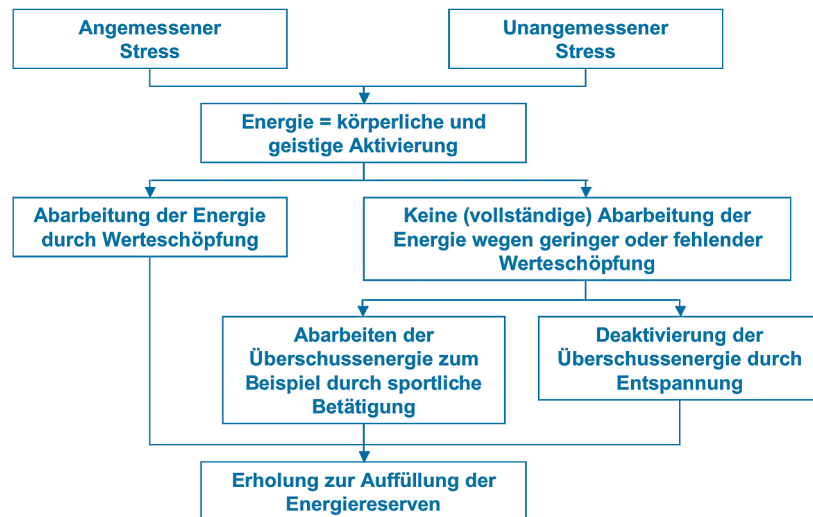 Angemessener
Stress
Unangemessener
Stress
Energie = körperliche und
geistige Aktivierung
Abarbeitung der Energie
durch Werteschöpfung
Keine (vollständige) Abarbeitung der
Energie wegen geringer oder fehlender
Werteschöpfung
Abarbeiten der
Überschussenergie zum
Beispiel durch sportliche
Betätigung
Deaktivierung der
Überschussenergie durch
Entspannung
Erholung zur Auffüllung der
Energiereserven